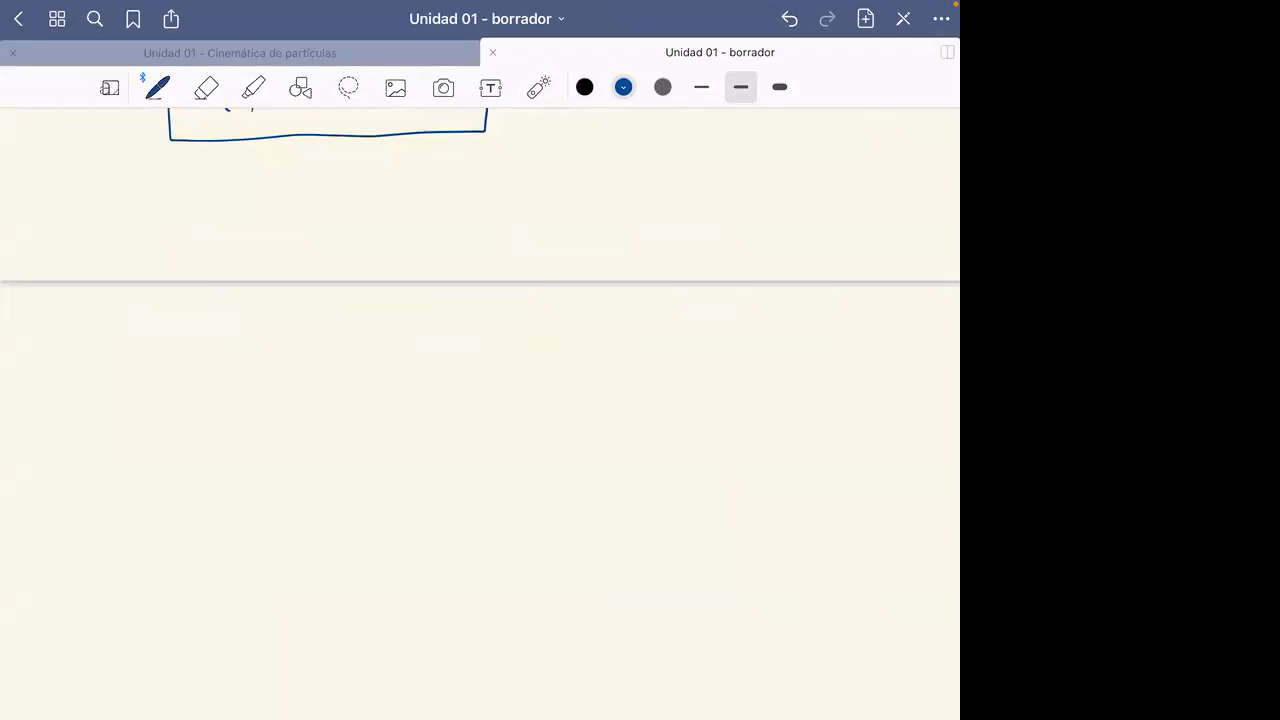 Unidad 01 - borrador
Unidad 01 - Cinemática de partículas
Unidad 01 - borrador
T